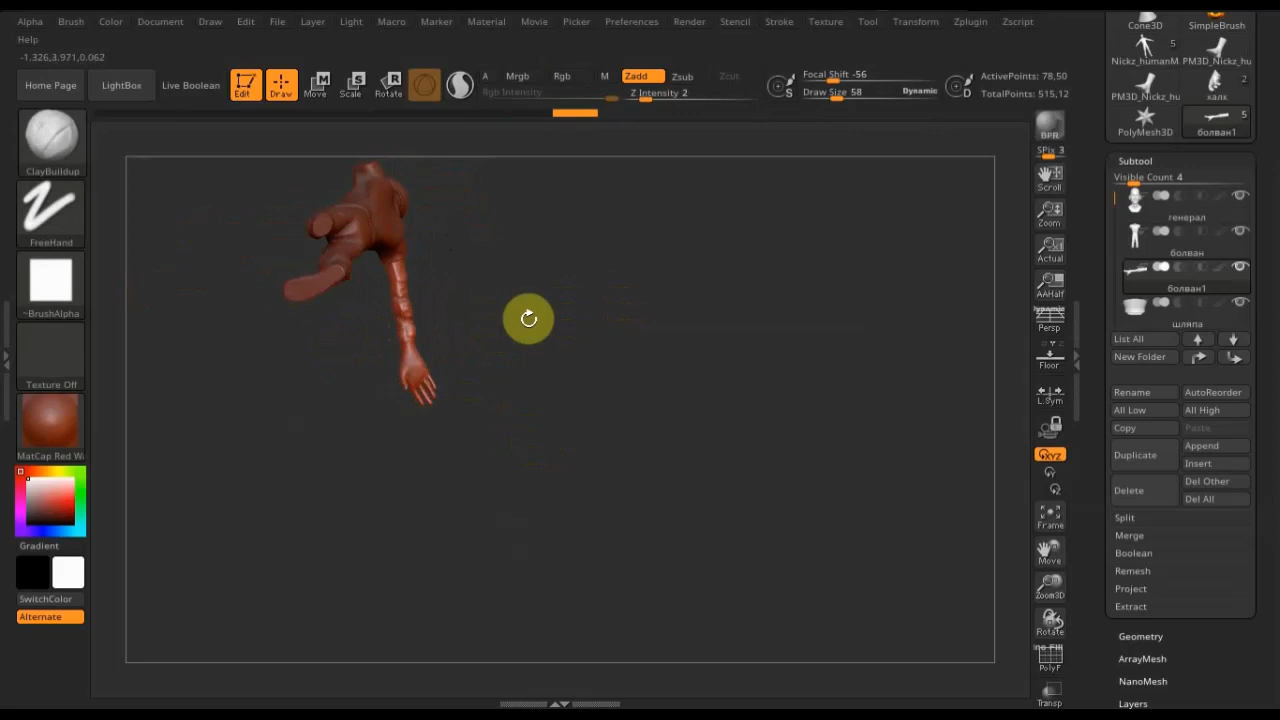 Alpha Brush Color Document Draw Edit File Layer Light Macro Marker Material Movie Picker Preferences Render Stencil Stroke Texture Tool Transform Zplugin Zscript
Help
-1.326,3.971,0.062
Home Page
LightBox
Live Boolean
Edit
Draw
Move
Scale
Rotate
A Mrgb Rgb M Zadd Zsub Zcut
Rgb Intensity
Z Intensity 2
Focal Shift -56
Draw Size 58
Dynamic
ActivePoints: 78,50
TotalPoints: 515,12
ClayBuildup
FreeHand
~BrushAlpha
Texture Off
MatCap Red W
Gradient
SwitchColor
Alternate
BPR
SPix 3
Scroll
Zoom
Actual
AAHalf
Dynamic
Persp
Floor
L.Sym
XYZ
Y
Z
Frame
Move
Zoom3D
Rotate
PolyF
Transp
Cone3D SimpleBrush
5
Nickz_humanM PM3D_Nickz_hu
2
PM3D_Nickz_hu халк
5
PolyMesh3D болван1
Subtool
Visible Count 4
генерал
болван
болван1
шляпа
List All
New Folder
Rename AutoReorder
All Low All High
Copy Paste
Duplicate Append
Insert
Delete Del Other
Del All
Split
Merge
Boolean
Remesh
Project
Extract
Geometry
ArrayMesh
NanoMesh
Layers